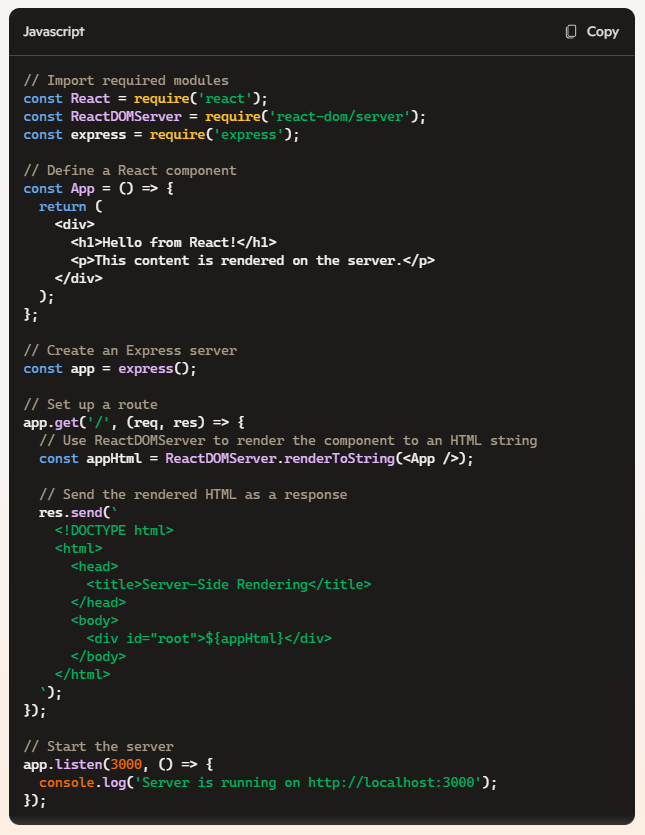 Javascript
Copy
// Import required modules
const React = require('react');
const ReactDOMServer = require('react-dom/server');
const express = require('express');
// Define a React component
const App = () => {
  return (
    <div>
      <h1>Hello from React!</h1>
      <p>This content is rendered on the server.</p>
    </div>
  );
};
// Create an Express server
const app = express();
// Set up a route
app.get('/', (req, res) => {
  // Use ReactDOMServer to render the component to an HTML string
  const appHtml = ReactDOMServer.renderToString(<App />);
  // Send the rendered HTML as a response
  res.send(`
    <!DOCTYPE html>
    <html>
      <head>
        <title>Server-Side Rendering</title>
      </head>
      <body>
        <div id="root">${appHtml}</div>
      </body>
    </html>
  `);
});
// Start the server
app.listen(3000, () => {
  console.log('Server is running on http://localhost:3000');
});